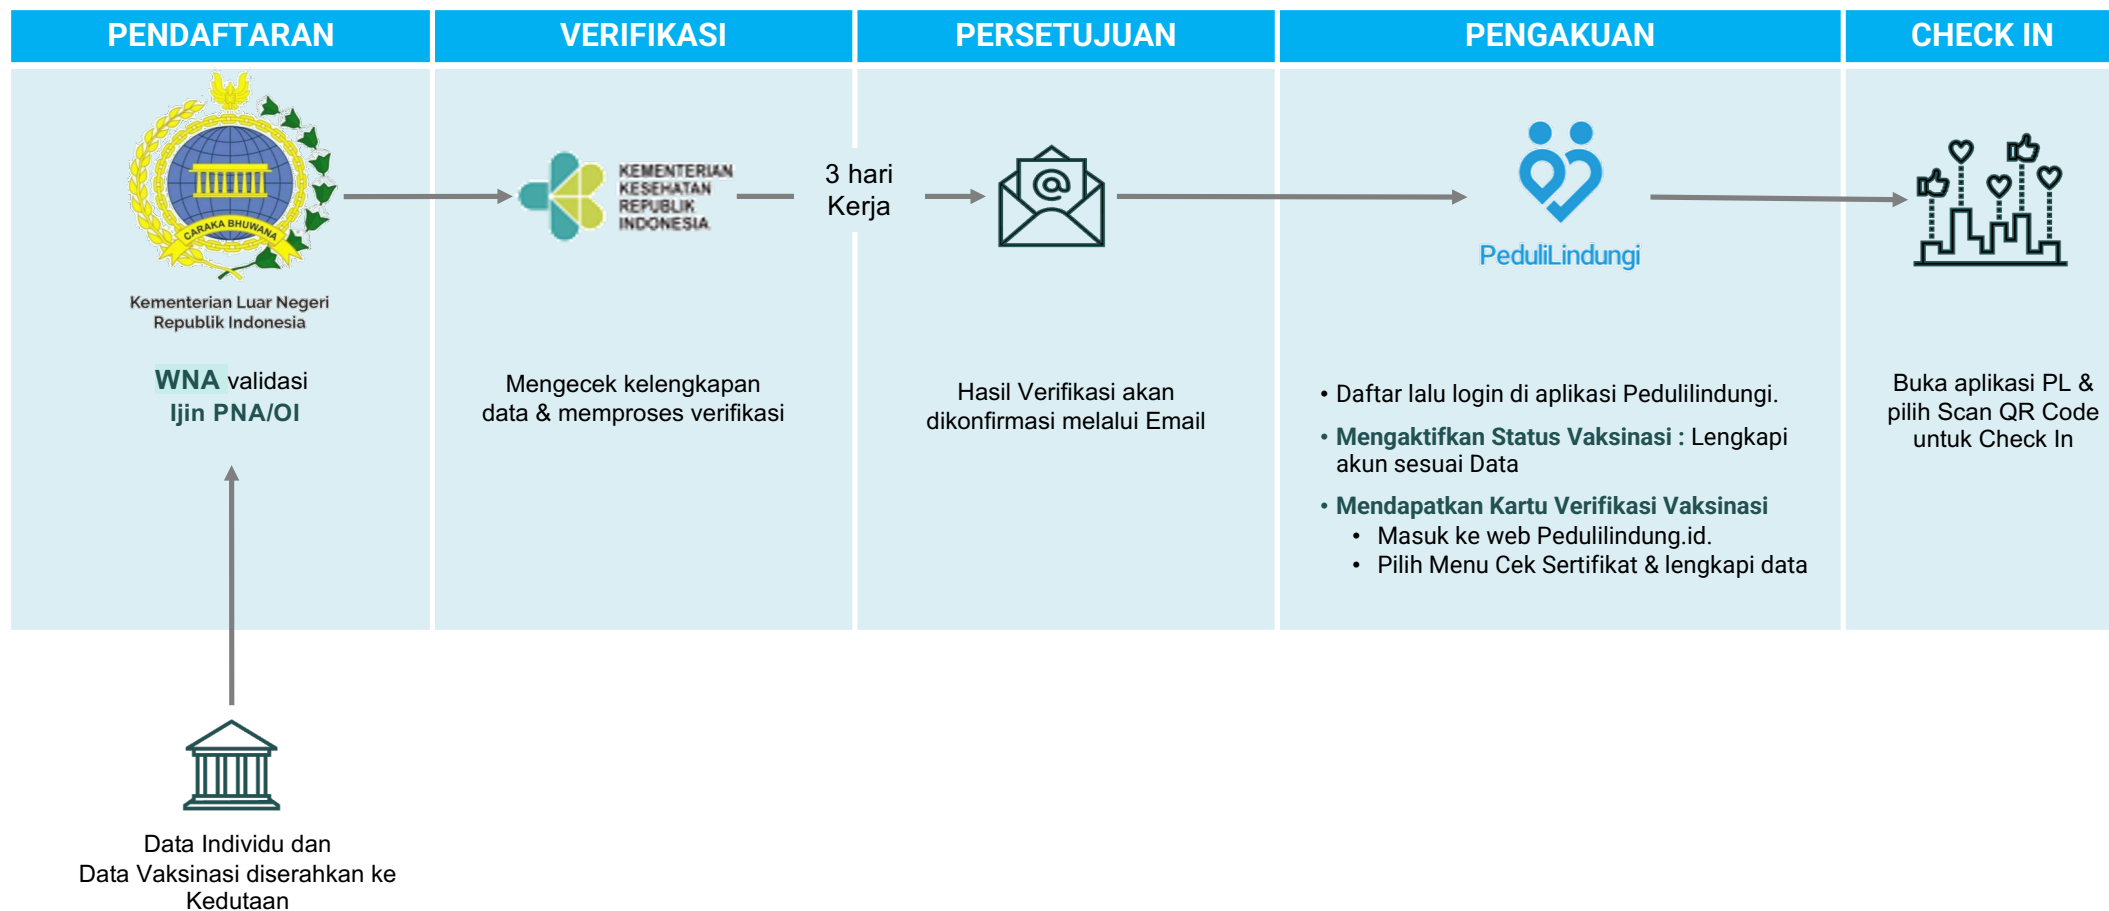 PENDAFTARAN
VERIFIKASI
PERSETUJUAN
PENGAKUAN
CHECK IN
CARAKA BHUWANA
Kementerian Luar Negeri
Republik Indonesia
WNA validasi
Ijin PNA/OI
KEMENTERIAN
KESEHATAN
REPUBLIK
INDONESIA
Mengecek kelengkapan
data & memproses verifikasi
3 hari
Kerja
@
Hasil Verifikasi akan
dikonfirmasi melalui Email
PeduliLindungi
• Daftar lalu login di aplikasi Pedulilindungi.
• Mengaktifkan Status Vaksinasi : Lengkapi
akun sesuai Data
• Mendapatkan Kartu Verifikasi Vaksinasi
• Masuk ke web Pedulilindung.id.
• Pilih Menu Cek Sertifikat & lengkapi data
Buka aplikasi PL &
pilih Scan QR Code
untuk Check In
Data Individu dan
Data Vaksinasi diserahkan ke
Kedutaan